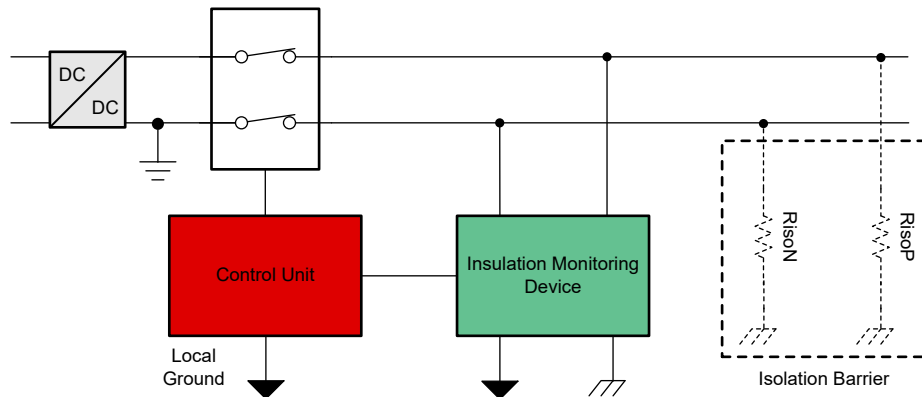 DC
DC
Control Unit
Insulation Monitoring
Device
RisoN
RisoP
Local
Ground
Isolation Barrier